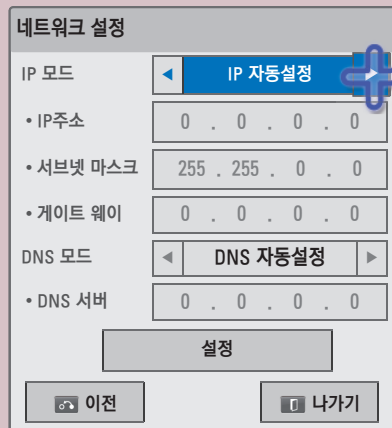 네트워크 설정
IP 모드 ◀ IP 자동설정 ▶
• IP주소 0 . 0 . 0 . 0
• 서브넷 마스크 255 . 255 . 0 . 0
• 게이트 웨이 0 . 0 . 0 . 0
DNS 모드 ◀ DNS 자동설정 ▶
• DNS 서버 0 . 0 . 0 . 0
설정
이전 나가기